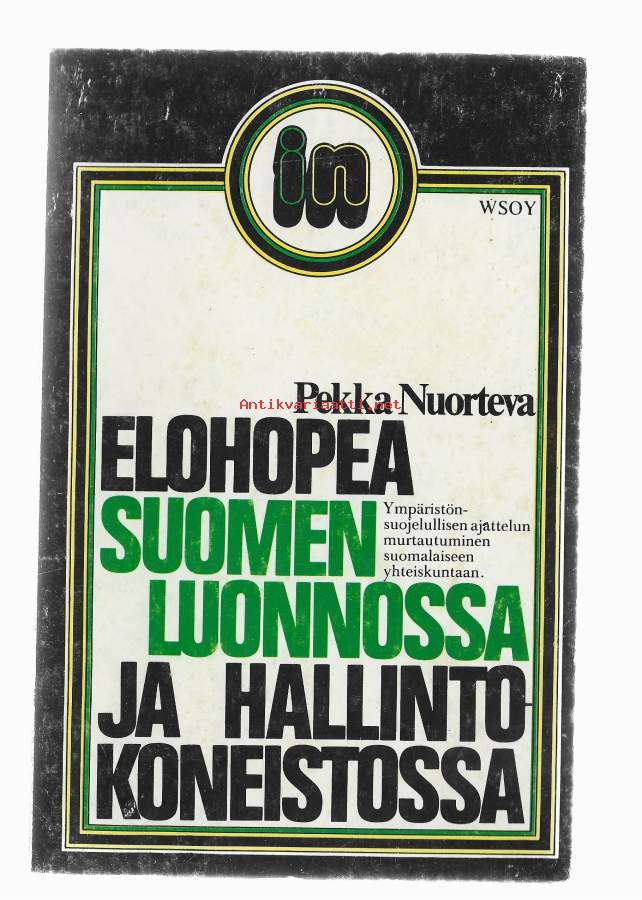 in
WSOY
Pekka Nuorteva
Antikvariaatti.net
ELOHOPEA
SUOMEN
Ympäristön-
suojelullisen ajattelun
murtautuminen
suomalaiseen
yhteiskuntaan.
LUONNOSSA
JA HALLINTO-
KONEISTOSSA